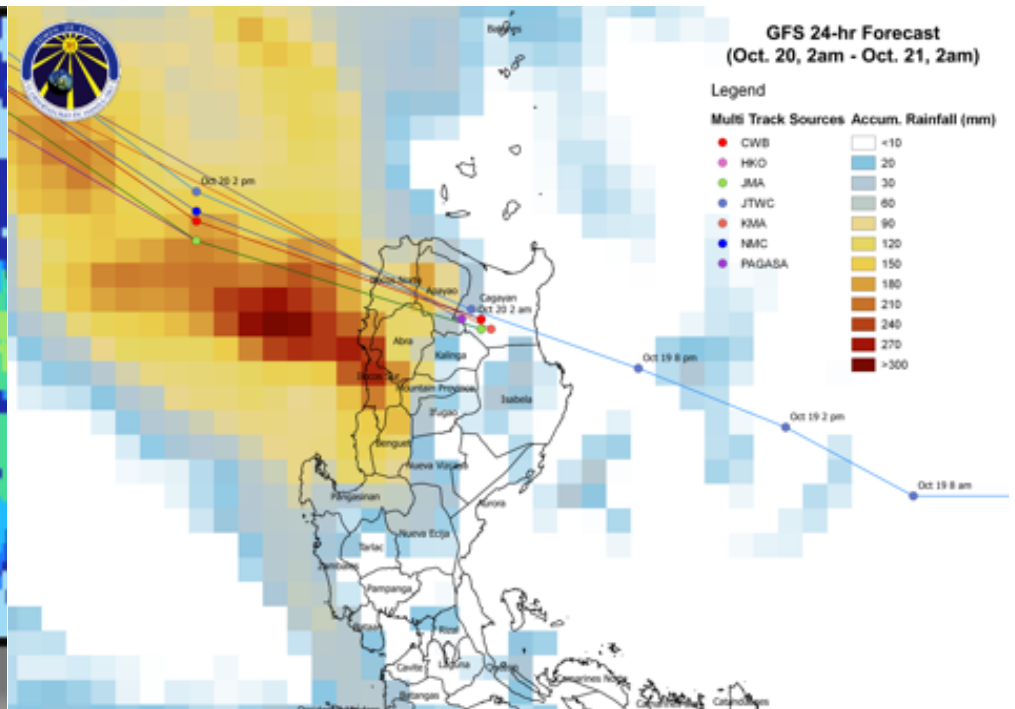 GFS 24-hr Forecast
(Oct. 20, 2am - Oct. 21, 2am)
Legend
Multi Track Sources
CWB
HKO
JMA
JTWC
KMA
NMC
PAGASA
Accum. Rainfall (mm)
<10
20
30
60
90
120
150
180
210
240
270
>300
Oct 20 2 pm
Ilocos Norte
Apayao
Cagayan
Oct 20 2 am
Abra
Kalinga
Ilocos Sur
Mountain Province
Ifugao
Isabela
Oct 19 8 pm
Oct 19 2 pm
Oct 19 8 am
Benguet
Nueva Vizcaya
Pangasinan
Aurora
Nueva Ecija
Tarlac
Zambales
Pampanga
Bataan
Rizal
Cavite
Laguna
Quezon
Batangas
Camarines Norte
Catanduanes